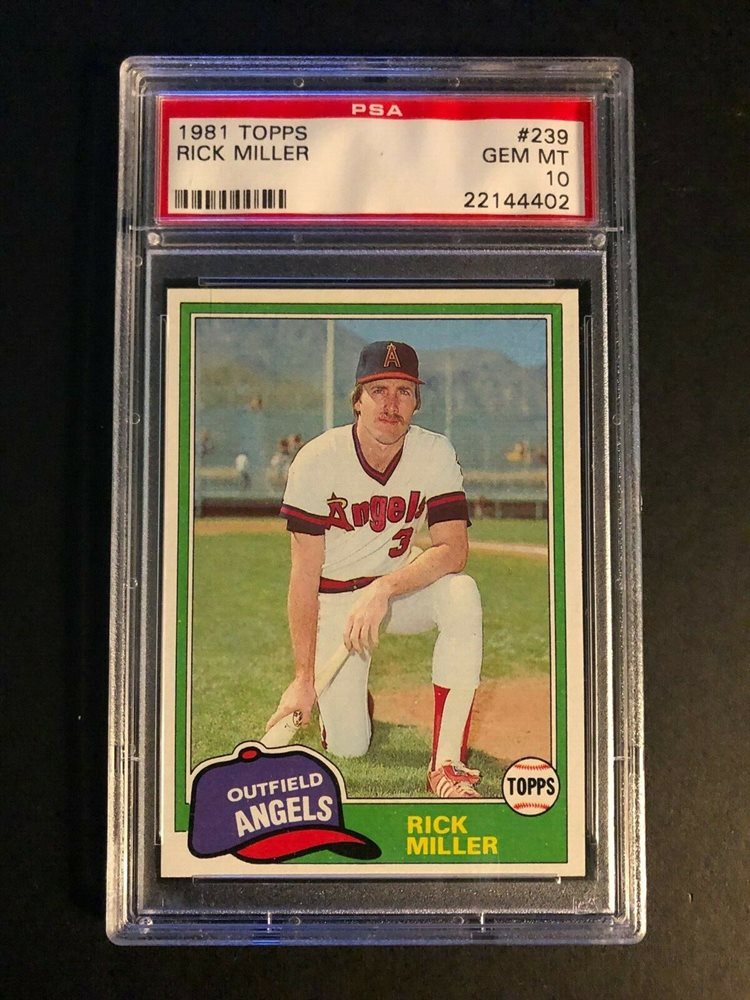 PSA
1981 TOPPS #239
RICK MILLER GEM MT
10
22144402
A
Angels
3
OUTFIELD
ANGELS
TOPPS
RICK
MILLER